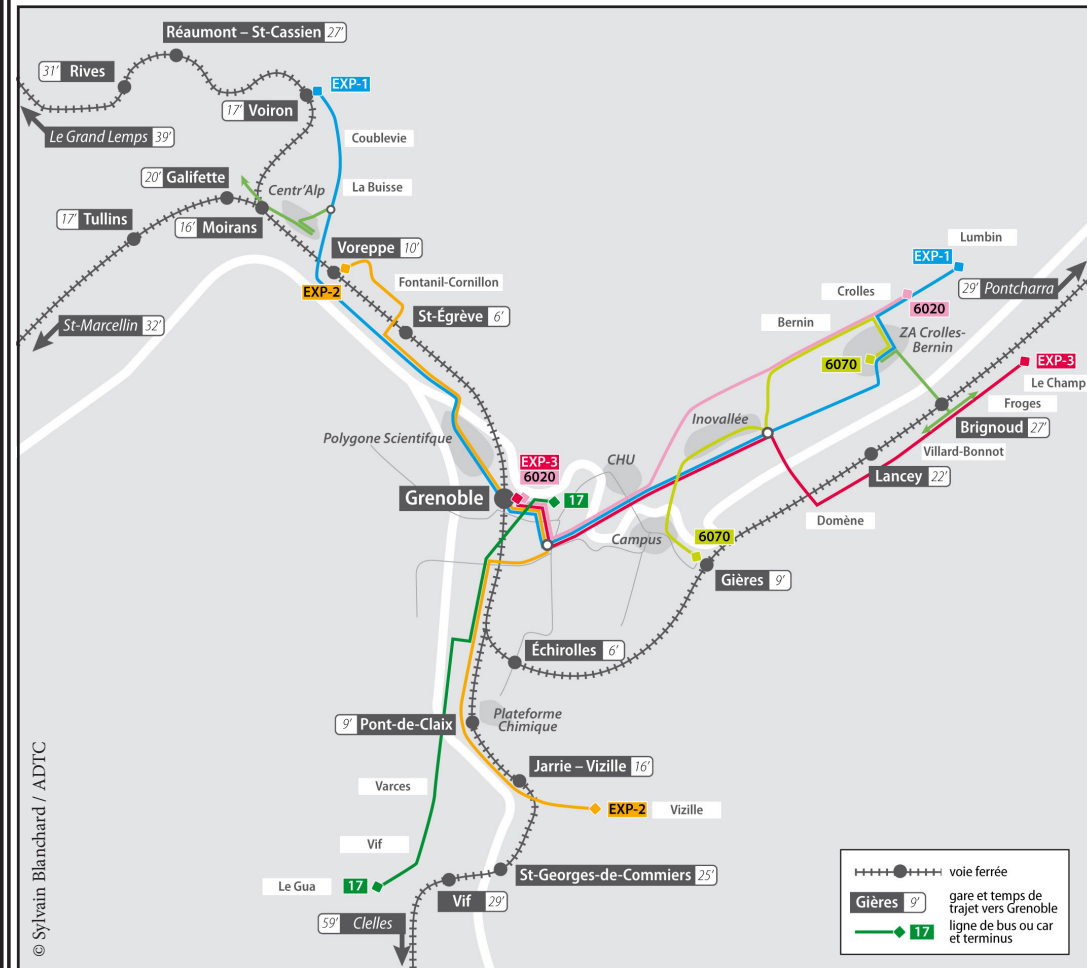 Réaumont – St-Cassien 27'
31' Rives
EXP-1
17' Voiron
Le Grand Lemps 39'
Coublevie
20' Galifette
Centr'Alp
La Buisse
17' Tullins
16' Moirans
Lumbin
Voreppe 10'
EXP-1
Fontanil-Cornillon
Crolles
29' Pontcharra
EXP-2
6020
St-Égrève 6'
Bernin
St-Marcellin 32'
ZA Crolles-
Bernin
6070
EXP-3
Le Champ
Froges
Inovallée
Brignoud 27'
Polygone Scientifque
Villard-Bonnot
EXP-3
CHU
6020
Lancey 22'
Grenoble
17
Domène
Campus
6070
Gières 9'
Échirolles 6'
Plateforme
Chimique
9' Pont-de-Claix
Jarrie – Vizille 16'
Varces
EXP-2
Vizille
Vif
Le Gua
17
St-Georges-de-Commiers 25'
Vif 29'
59' Clelles
voie ferrée
Gières 9'
gare et temps de
trajet vers Grenoble
17
ligne de bus ou car
et terminus
© Sylvain Blanchard / ADTC